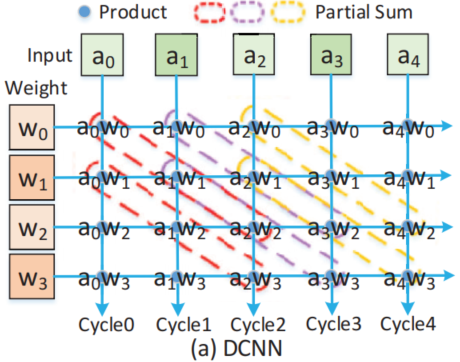 Product Partial Sum
Input a0 a1 a2 a3 a4
Weight
w0 a0w0 a1w0 a2w0 a3w0 a4w0
w1 a0w1 a1w1 a2w1 a3w1 a4w1
w2 a0w2 a1w2 a2w2 a3w2 a4w2
w3 a0w3 a1w3 a2w3 a3w3 a4w3
Cycle0 Cycle1 Cycle2 Cycle3 Cycle4
(a) DCNN